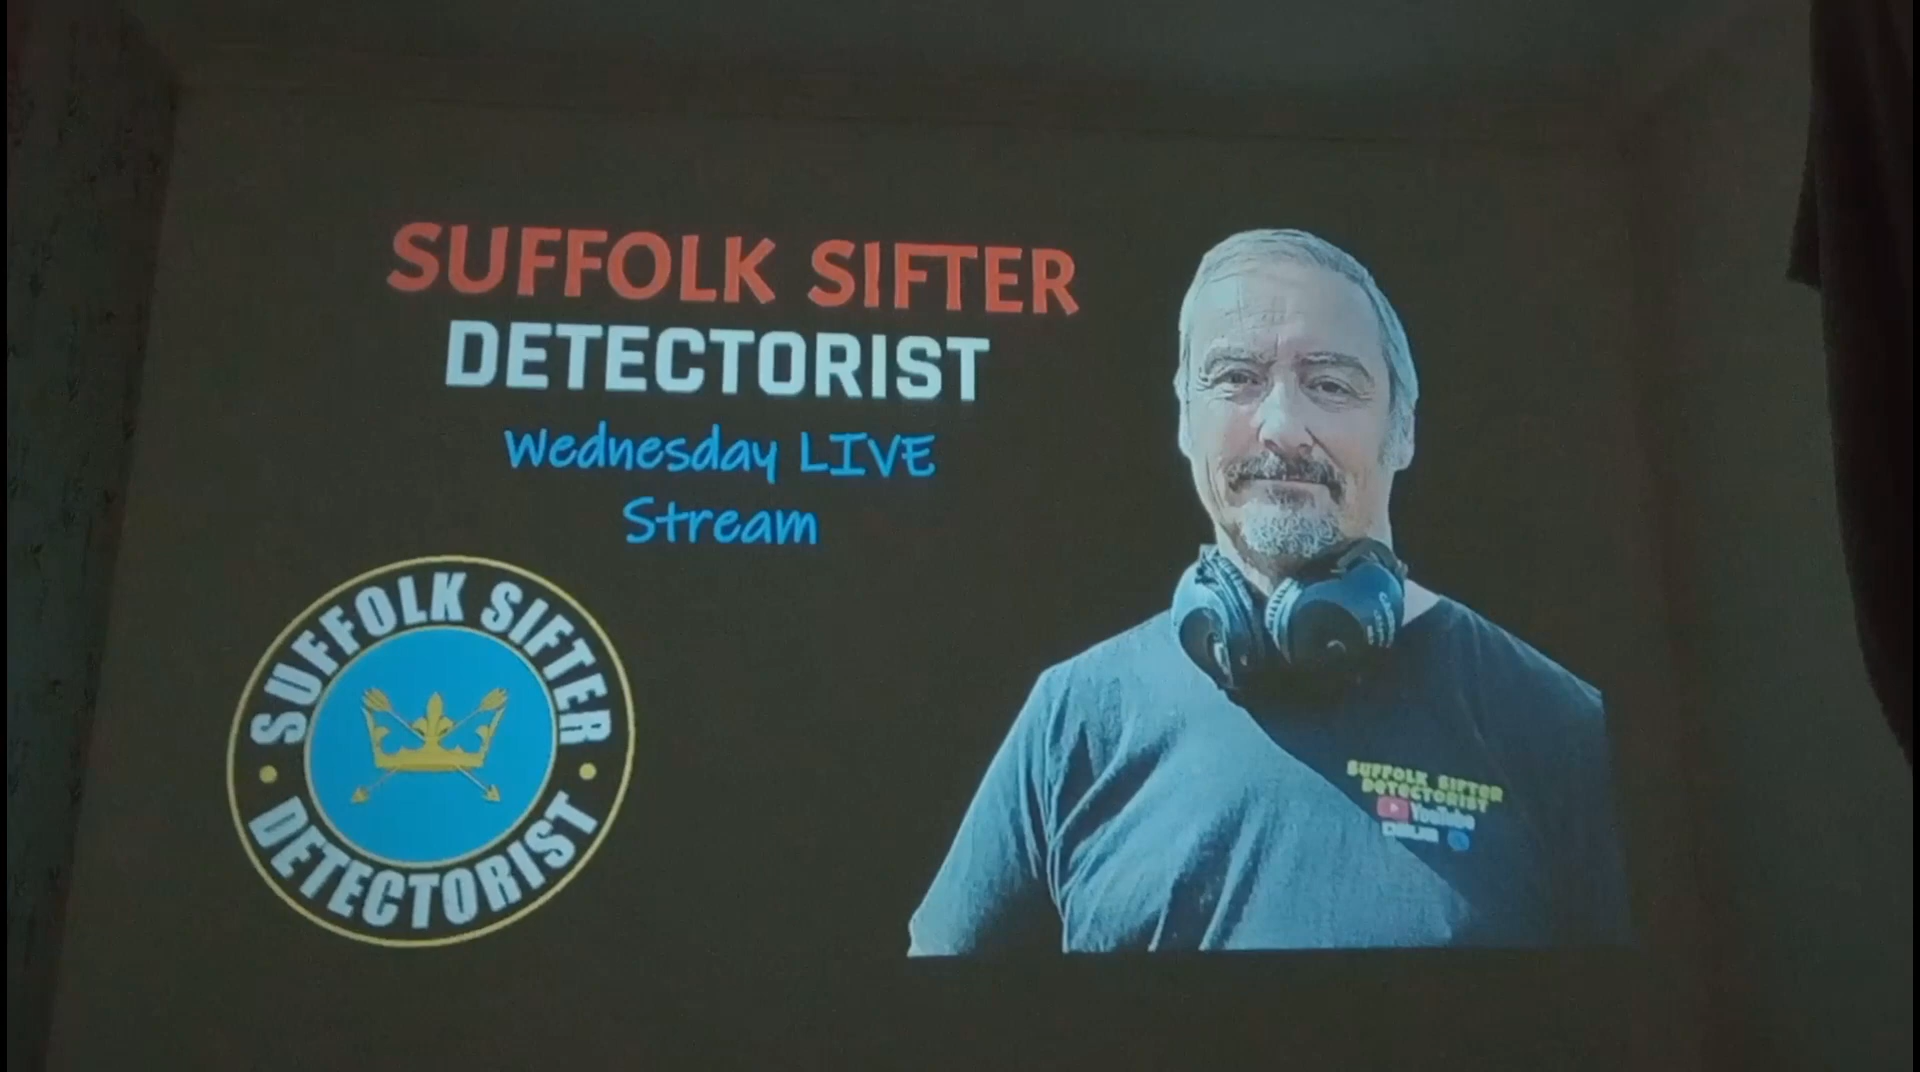 SUFFOLK SIFTER
DETECTORIST
Wednesday LIVE
Stream
SUFFOLK SIFTER
DETECTORIST
SUFFOLK SIFTER
DETECTORIST
YouTube